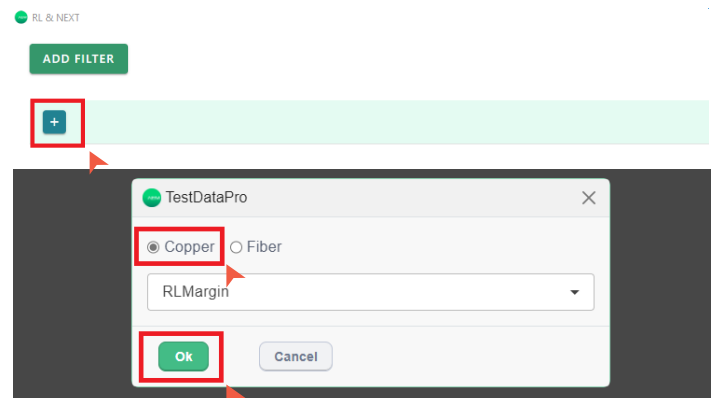 RL & NEXT
ADD FILTER
+
TestDataPro
Copper Fiber
RLMargin
Ok Cancel